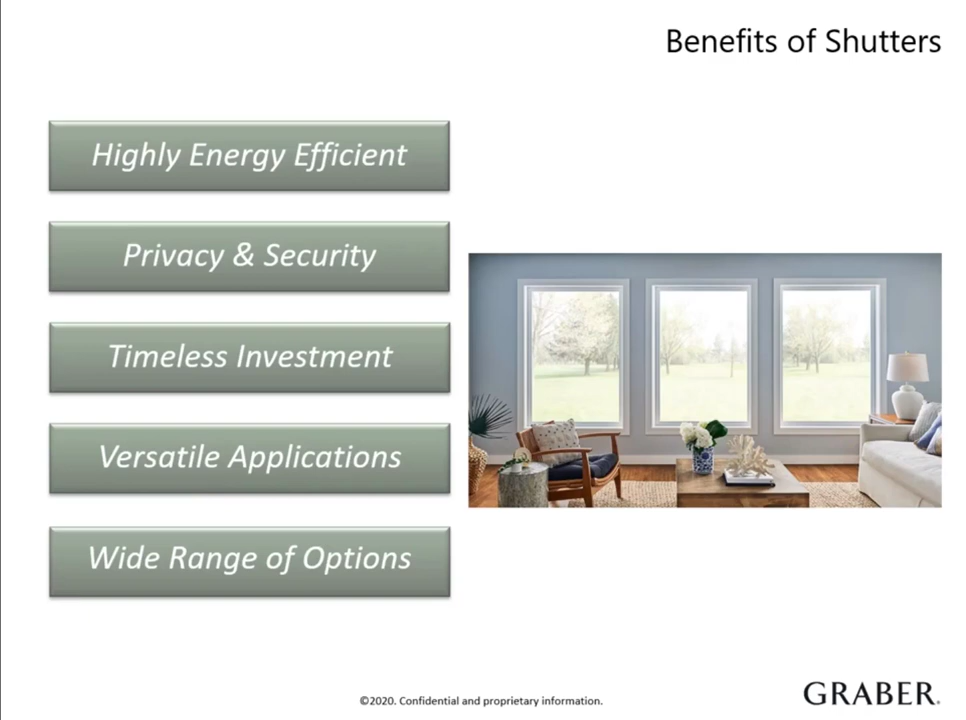 Benefits of Shutters
Highly Energy Efficient
Privacy & Security
Timeless Investment
Versatile Applications
Wide Range of Options
©2020. Confidential and proprietary information.
GRABER®